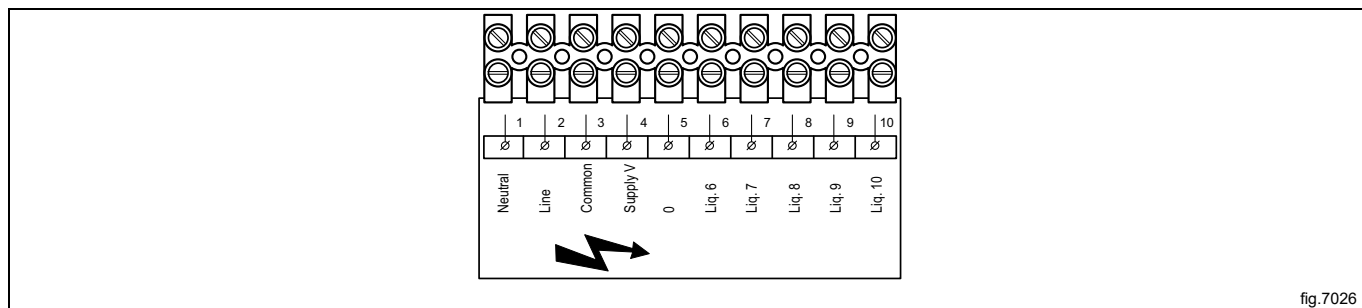 1 2 3 4 5 6 7 8 9 10
Neutral Line Common Supply V 0 Liq. 6 Liq. 7 Liq. 8 Liq. 9 Liq. 10
fig.7026